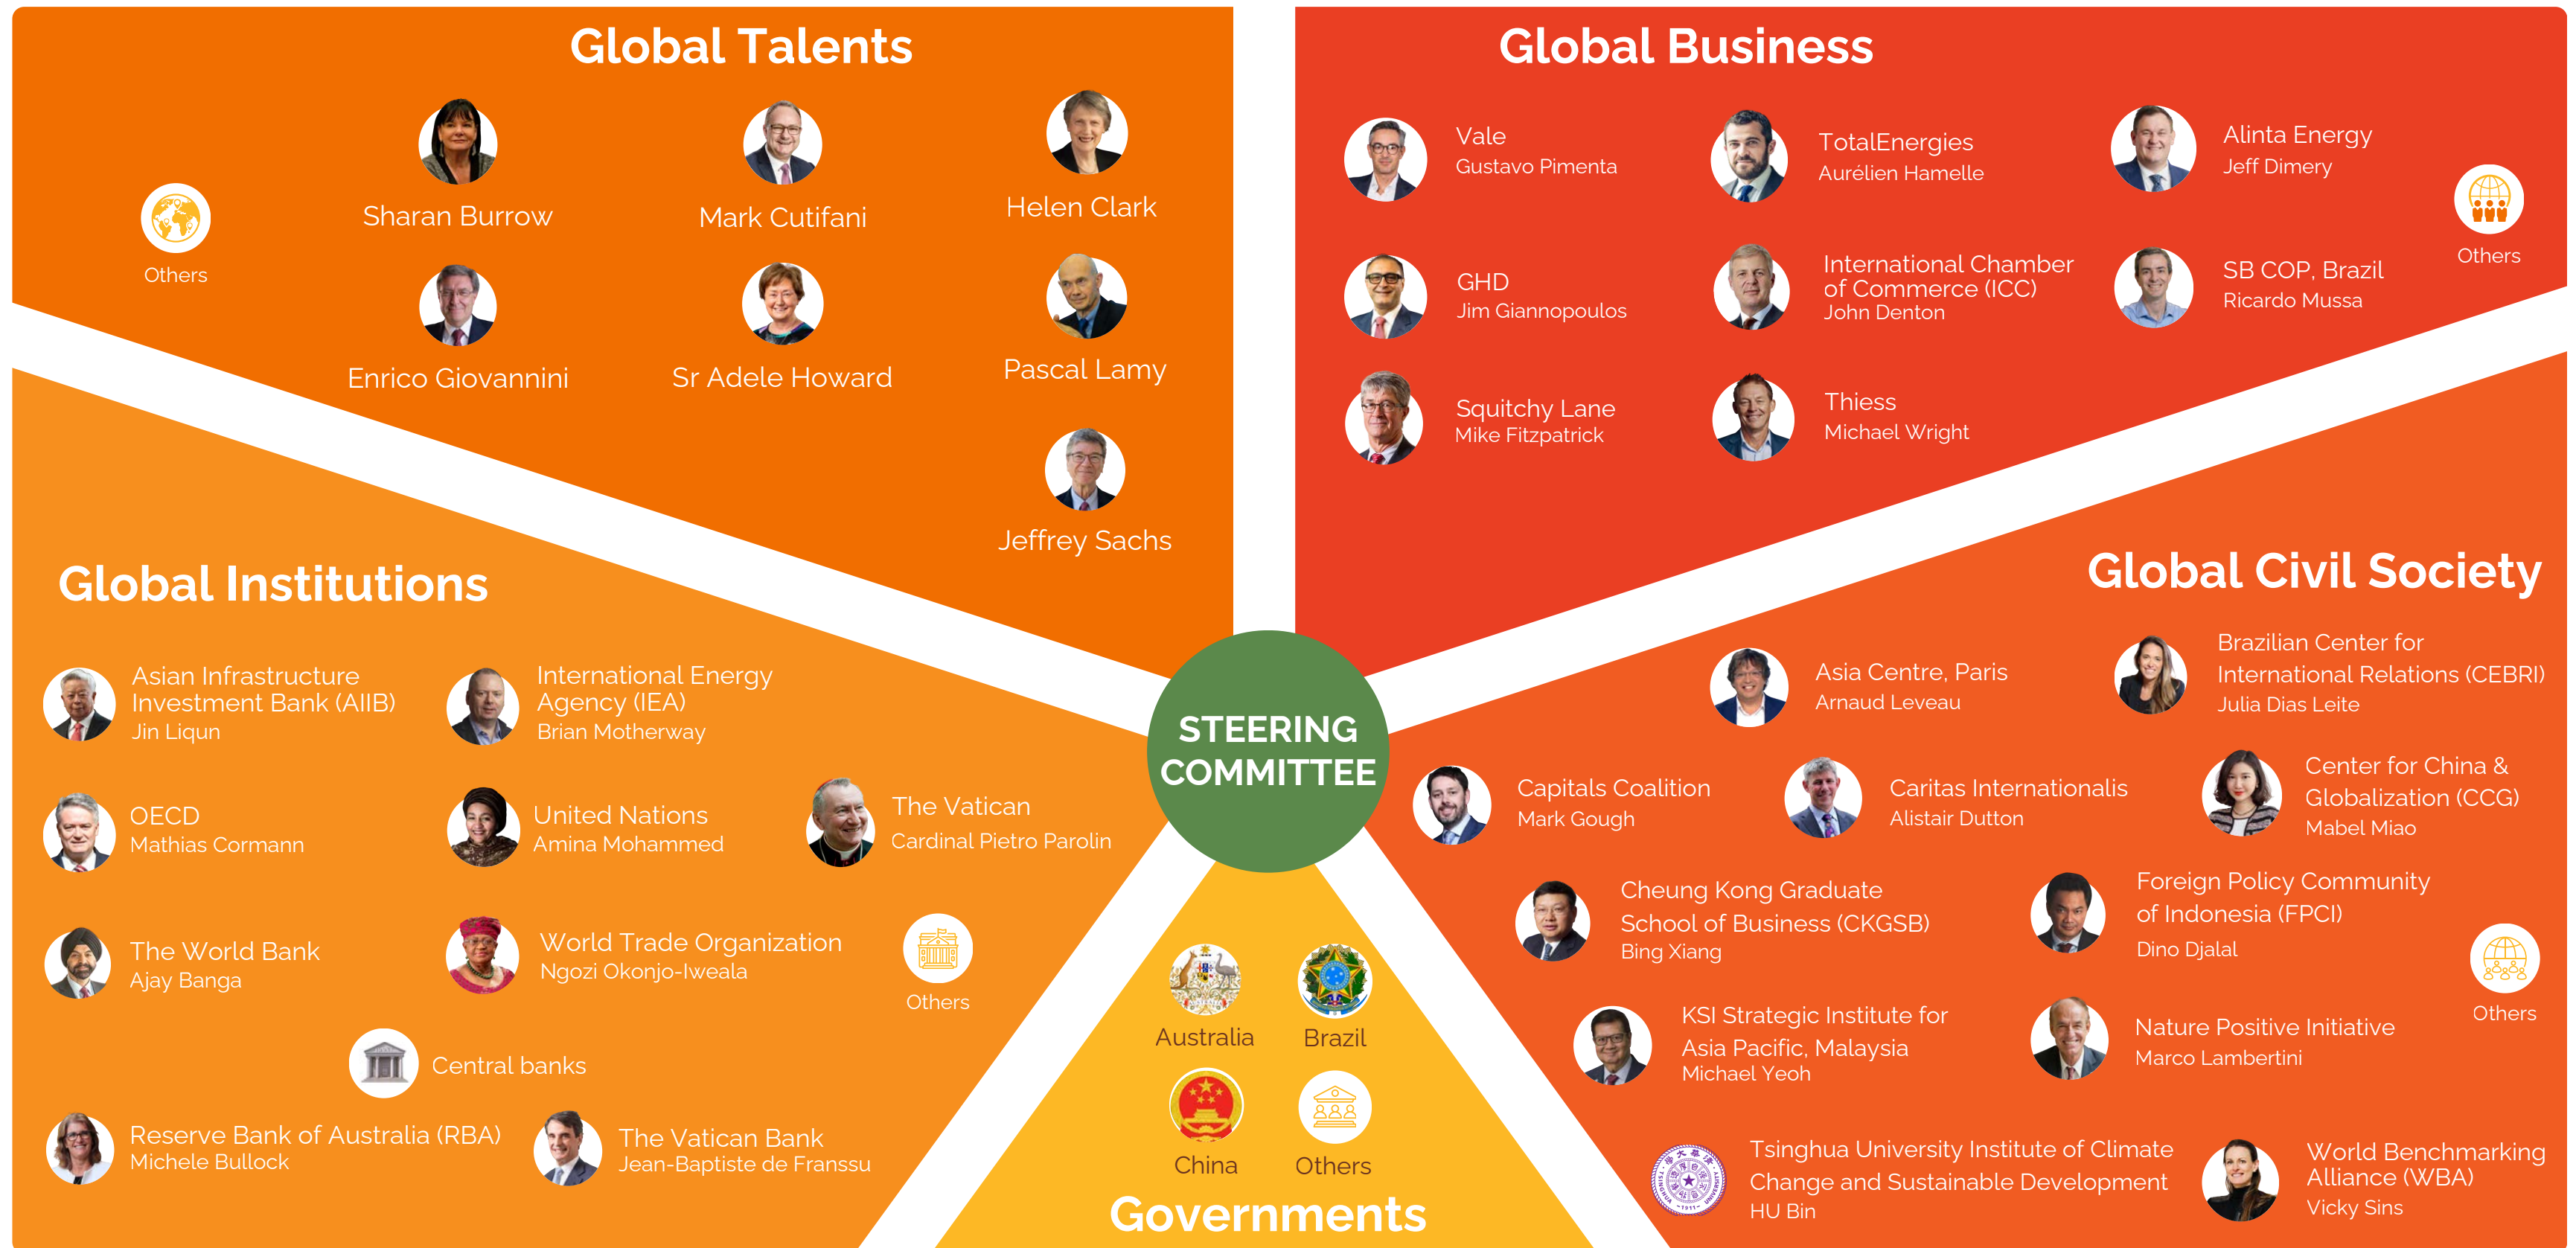 Global Talents
Sharan Burrow
Mark Cutifani
Helen Clark
Others
Enrico Giovannini
Sr Adele Howard
Pascal Lamy
Jeffrey Sachs
Global Business
Vale
Gustavo Pimenta
TotalEnergies
Aurélien Hamelle
Alinta Energy
Jeff Dimery
Others
GHD
Jim Giannopoulos
International Chamber
of Commerce (ICC)
John Denton
SB COP, Brazil
Ricardo Mussa
Squitchy Lane
Mike Fitzpatrick
Thiess
Michael Wright
Global Institutions
Asian Infrastructure
Investment Bank (AIIB)
Jin Liqun
International Energy
Agency (IEA)
Brian Motherway
OECD
Mathias Cormann
United Nations
Amina Mohammed
The Vatican
Cardinal Pietro Parolin
The World Bank
Ajay Banga
World Trade Organization
Ngozi Okonjo-Iweala
Others
Central banks
Reserve Bank of Australia (RBA)
Michele Bullock
The Vatican Bank
Jean-Baptiste de Franssu
STEERING
COMMITTEE
Australia
Brazil
China
Others
Governments
Global Civil Society
Asia Centre, Paris
Arnaud Leveau
Brazilian Center for
International Relations (CEBRI)
Julia Dias Leite
Capitals Coalition
Mark Gough
Caritas Internationalis
Alistair Dutton
Center for China &
Globalization (CCG)
Mabel Miao
Cheung Kong Graduate
School of Business (CKGSB)
Bing Xiang
Foreign Policy Community
of Indonesia (FPCI)
Dino Djalal
Others
KSI Strategic Institute for
Asia Pacific, Malaysia
Michael Yeoh
Nature Positive Initiative
Marco Lambertini
Tsinghua University Institute of Climate
Change and Sustainable Development
HU Bin
World Benchmarking
Alliance (WBA)
Vicky Sins